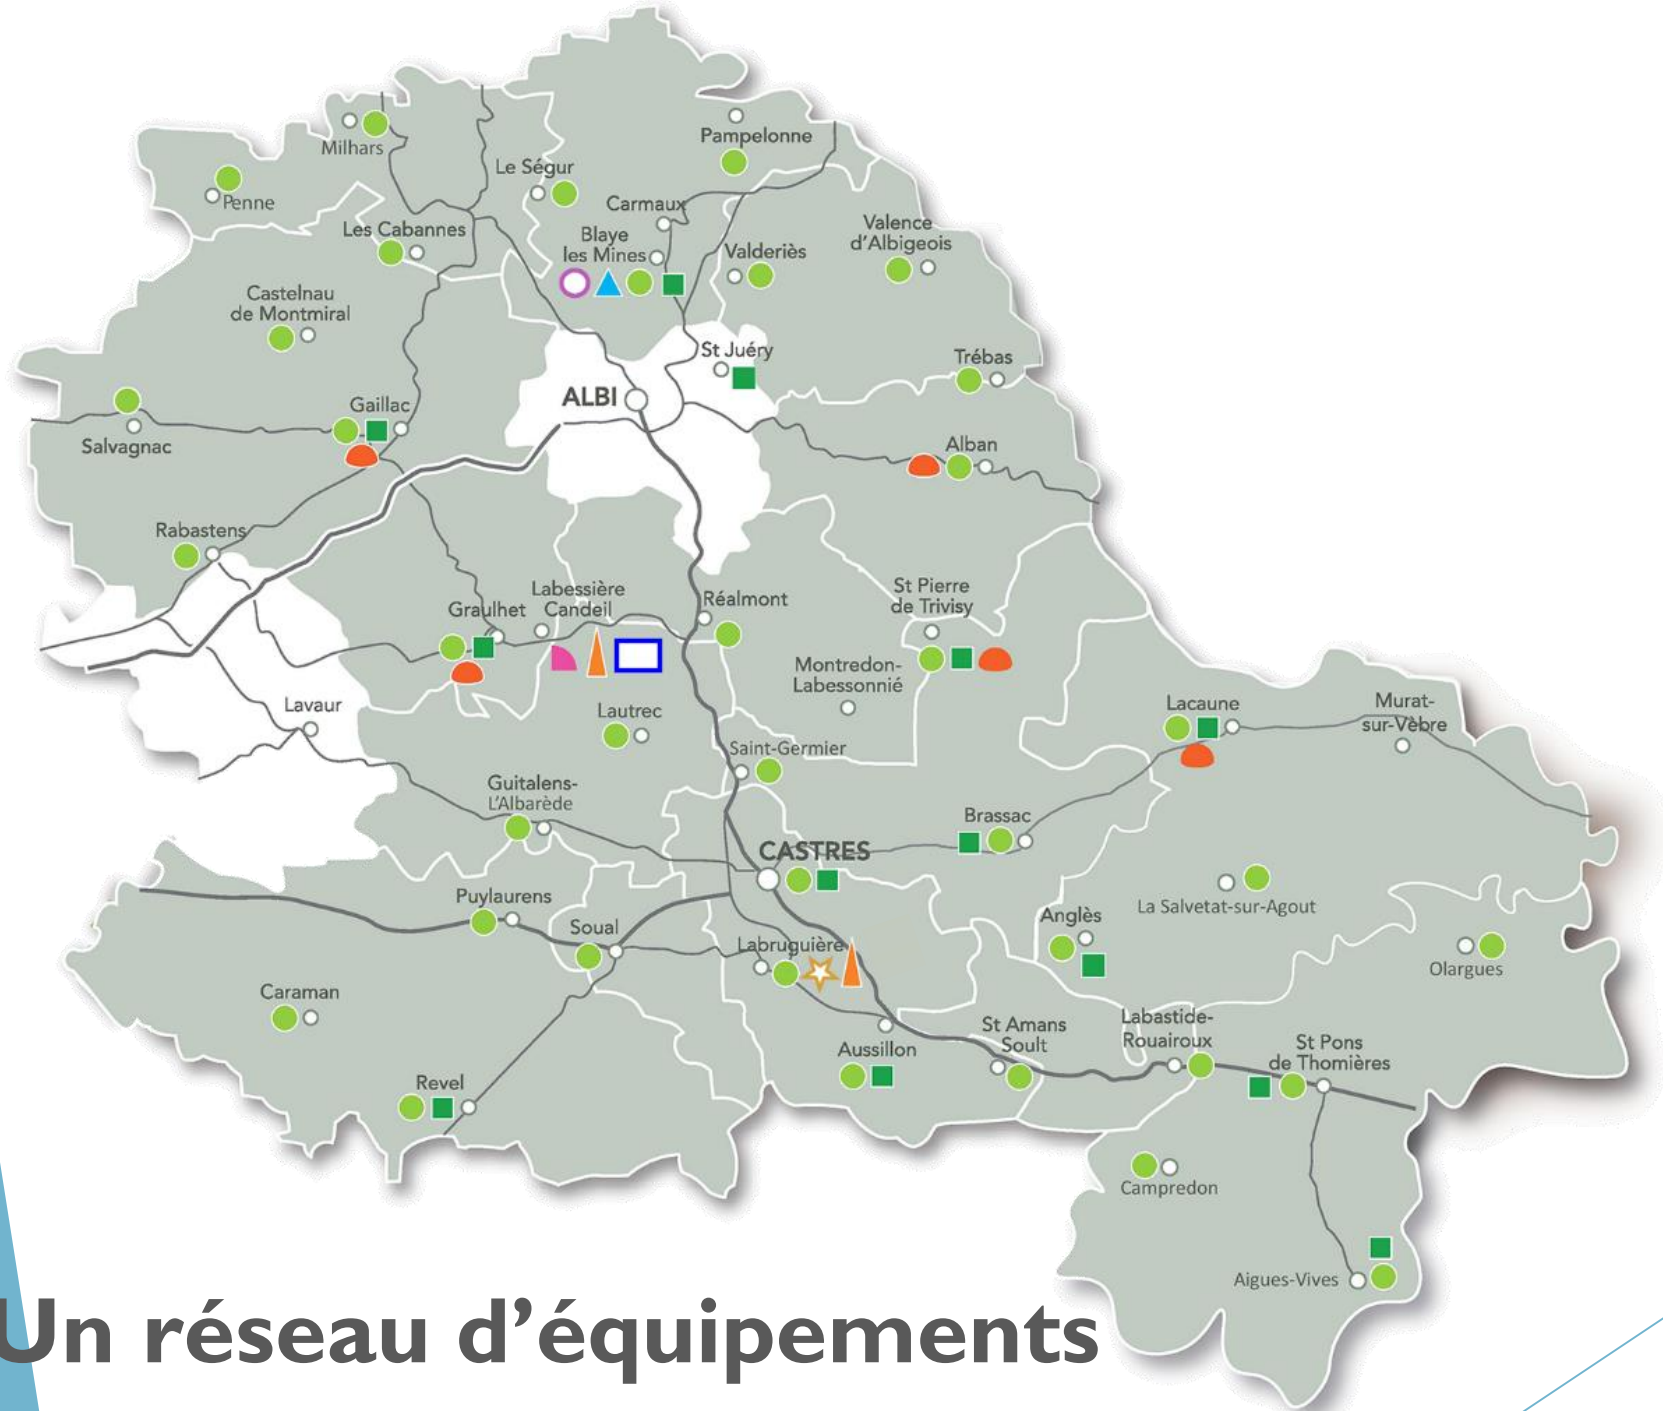 Milhars
Pampelonne
Le Ségur
Penne
Carmaux
Les Cabannes
Blaye
les Mines
Valderiès
Valence
d'Albigeois
Castelnau
de Montmiral
St Juéry
Trébas
ALBI
Gaillac
Salvagnac
Alban
Rabastens
Labessière
Candeil
Graulhet
Réalmont
St Pierre
de Trivisy
Montredon-
Labessonnié
Lavaur
Lautrec
Lacaune
Murat-
sur-Vèbre
Saint-Germier
Guitalens-
L'Albarède
Brassac
CASTRES
Puylaurens
La Salvetat-sur-Agout
Anglès
Soual
Labruguière
Olargues
Caraman
Labastide-
Rouairoux
St Amans
Soult
St Pons
de Thomières
Aussillon
Revel
Campredon
Aigues-Vives
Un réseau d’équipements